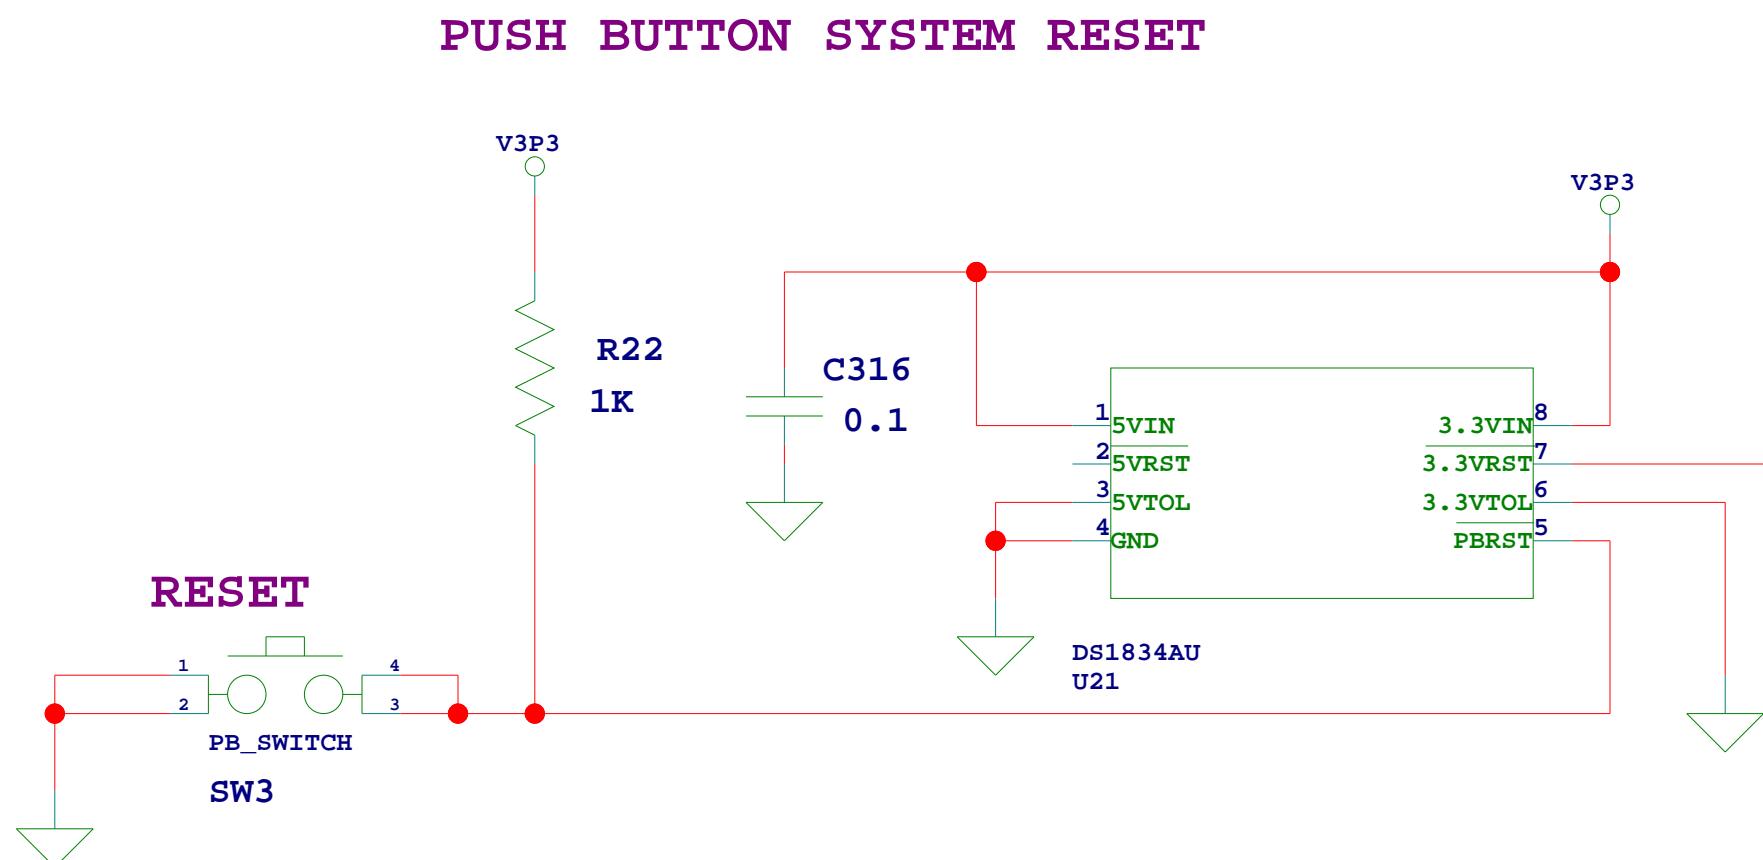 PUSH BUTTON SYSTEM RESET
V3P3
V3P3
R22
1K
C316
0.1
1 5VIN
2 5VRST
3 5VTOL
4 GND
3.3VIN 8
3.3VRST 7
3.3VTOL 6
PBRST 5
DS1834AU
U21
RESET
1 4
2 3
PB_SWITCH
SW3